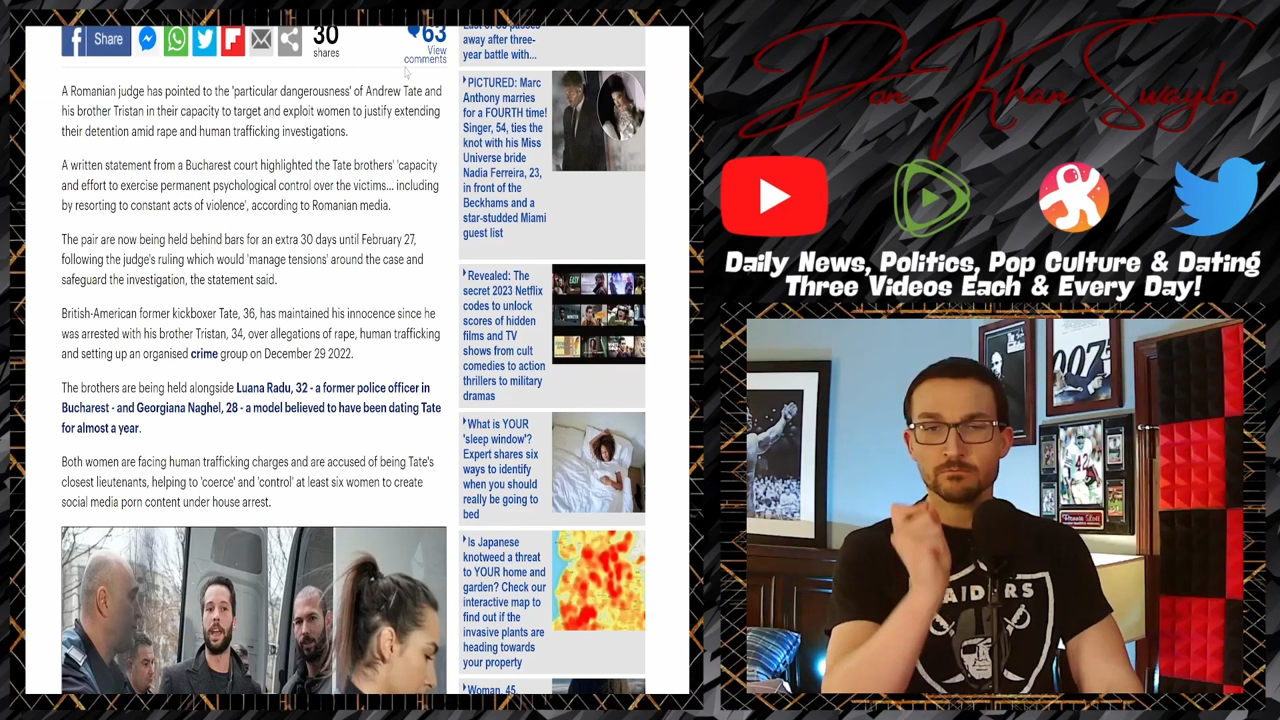 Share
30
shares
63
View
comments
A Romanian judge has pointed to the 'particular dangerousness' of Andrew Tate and
his brother Tristan in their capacity to target and exploit women to justify extending
their detention amid rape and human trafficking investigations.
A written statement from a Bucharest court highlighted the Tate brothers' 'capacity
and effort to exercise permanent psychological control over the victims... including
by resorting to constant acts of violence', according to Romanian media.
The pair are now being held behind bars for an extra 30 days until February 27,
following the judge's ruling which would 'manage tensions' around the case and
safeguard the investigation, the statement said.
British-American former kickboxer Tate, 36, has maintained his innocence since he
was arrested with his brother Tristan, 34, over allegations of rape, human trafficking
and setting up an organised crime group on December 29 2022.
The brothers are being held alongside Luana Radu, 32 - a former police officer in
Bucharest - and Georgiana Naghel, 28 - a model believed to have been dating Tate
for almost a year.
Both women are facing human trafficking charges and are accused of being Tate's
closest lieutenants, helping to 'coerce' and 'control' at least six women to create
social media porn content under house arrest.
away after three-
year battle with...
PICTURED: Marc
Anthony marries
for a FOURTH time!
Singer, 54, ties the
knot with his Miss
Universe bride
Nadia Ferreira, 23,
in front of the
Beckhams and a
star-studded Miami
guest list
Revealed: The
secret 2023 Netflix
codes to unlock
scores of hidden
films and TV
shows from cult
comedies to action
thrillers to military
dramas
What is YOUR
'sleep window'?
Expert shares six
ways to identify
when you should
really be going to
bed
Is Japanese
knotweed a threat
to YOUR home and
garden? Check our
interactive map to
find out if the
invasive plants are
heading towards
your property
Woman, 45,
Don Khan Swaylo
Daily News, Politics, Pop Culture & Dating
Three Videos Each & Every Day!
007
42
Ronnie Lott
RAIDERS